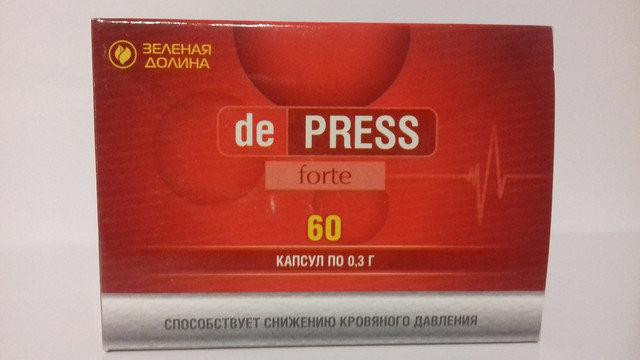 ЗЕЛЕНАЯ
ДОЛИНА
de PRESS
forte
60
КАПСУЛ ПО 0,3 Г
СПОСОБСТВУЕТ СНИЖЕНИЮ КРОВЯНОГО ДАВЛЕНИЯ